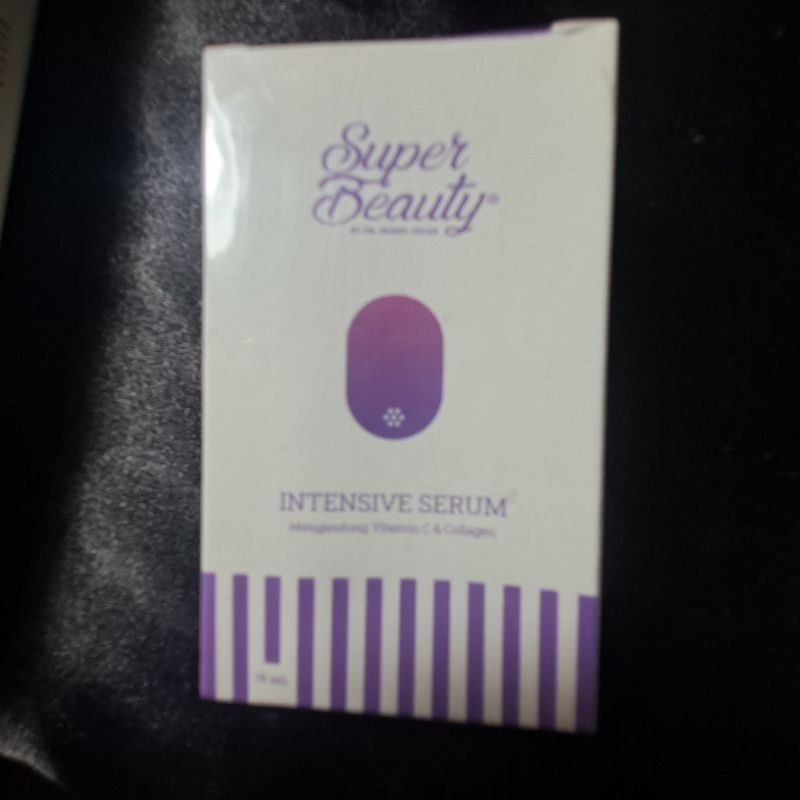 Super
Beauty®
INTENSIVE SERUM
Mengandung Vitamin C & Collagen